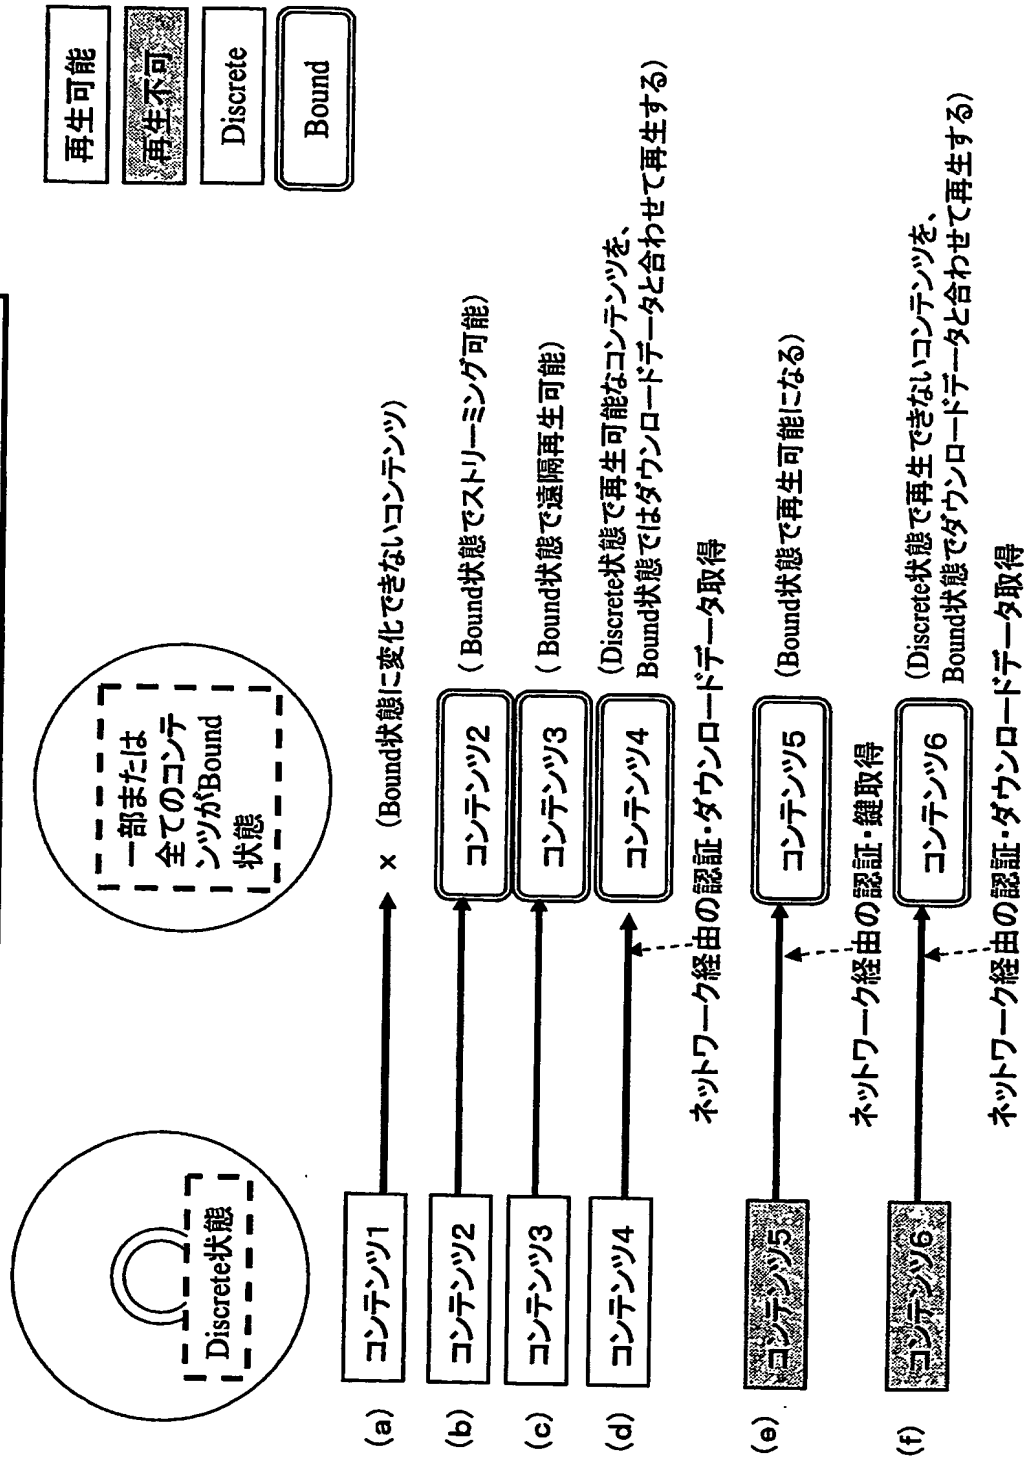 再生可能
再生不可
Discrete
Bound
Discrete状態
一部または
全てのコンテ
ンツがBound
状態
(a)
コンテンツ1
×
(Bound状態に変化できないコンテンツ)
(b)
コンテンツ2
コンテンツ2
( Bound状態でストリーミング可能)
(c)
コンテンツ3
コンテンツ3
( Bound状態で遠隔再生可能)
(d)
コンテンツ4
コンテンツ4
(Discrete状態で再生可能なコンテンツを、
Bound状態ではダウンロードデータと合わせて再生する)
ネットワーク経由の認証・ダウンロードデータ取得
(e)
コンテンツ5
コンテンツ5
(Bound状態で再生可能になる)
ネットワーク経由の認証・鍵取得
(f)
コンテンツ6
コンテンツ6
(Discrete状態で再生できないコンテンツを、
Bound状態でダウンロードデータと合わせて再生する)
ネットワーク経由の認証・ダウンロードデータ取得